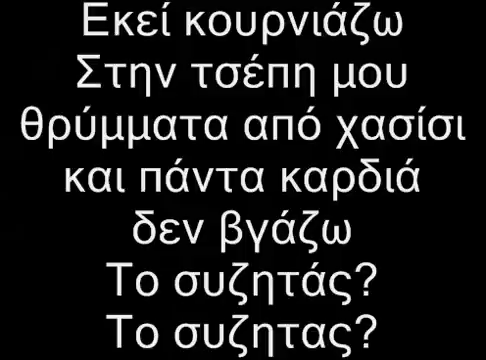 Εκεί κουρνιάζω
Στην τσέπη μου
θρύμματα από χασίσι
και πάντα καρδιά
δεν βγάζω
Το συζητάς?
Το συζητας?